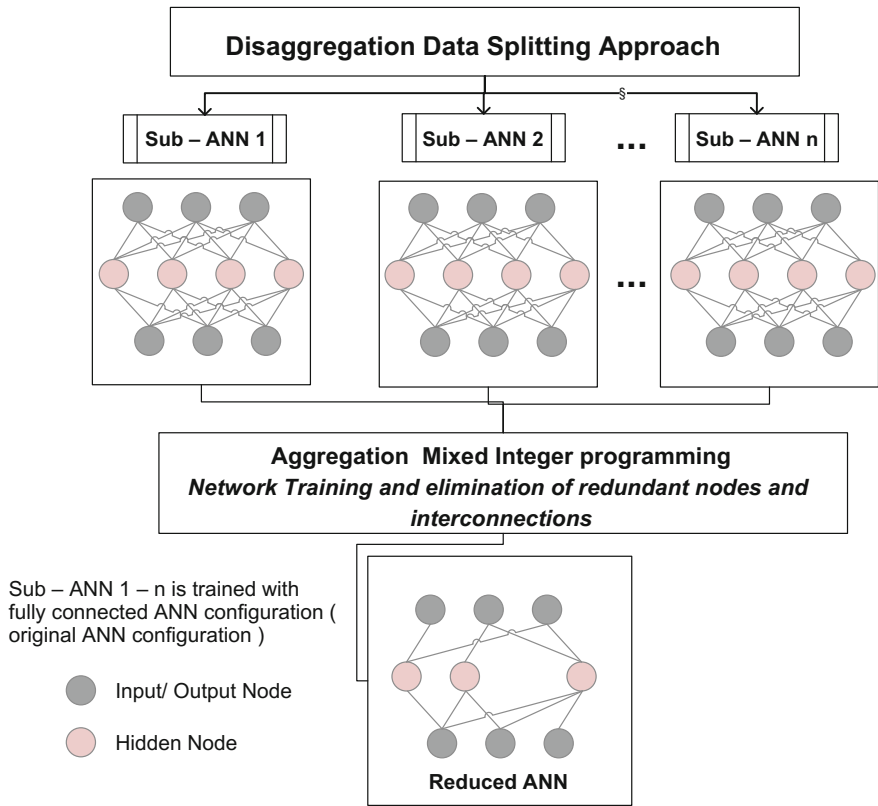 Disaggregation Data Splitting Approach
§
Sub – ANN 1
Sub – ANN 2
...
Sub – ANN n
...
Aggregation Mixed Integer programming
Network Training and elimination of redundant nodes and
interconnections
Sub – ANN 1 – n is trained with
fully connected ANN configuration (
original ANN configuration )
Input/ Output Node
Hidden Node
Reduced ANN